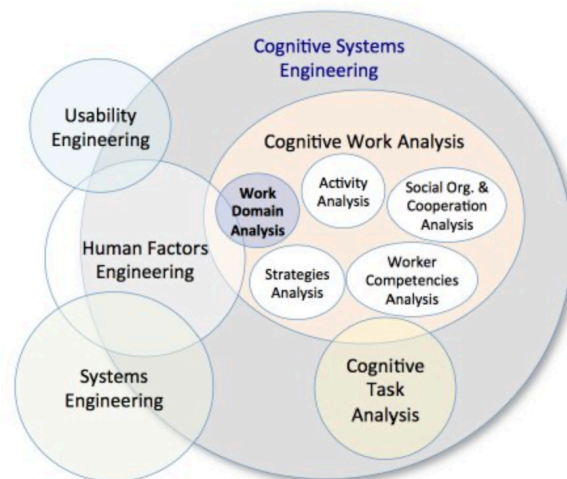 Cognitive Systems
Engineering
Usability
Engineering
Cognitive Work Analysis
Work
Domain
Analysis
Activity
Analysis
Social Org. &
Cooperation
Analysis
Human Factors
Engineering
Strategies
Analysis
Worker
Competencies
Analysis
Systems
Engineering
Cognitive
Task
Analysis